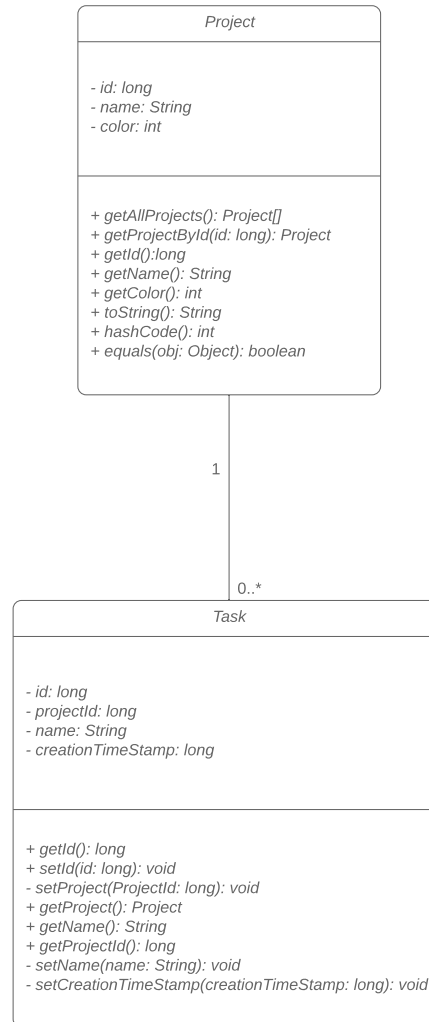 Project
- id: long
- name: String
- color: int
+ getAllProjects(): Project[]
+ getProjectById(id: long): Project
+ getId():long
+ getName(): String
+ getColor(): int
+ toString(): String
+ hashCode(): int
+ equals(obj: Object): boolean
1
0..*
Task
- id: long
- projectId: long
- name: String
- creationTimeStamp: long
+ getId(): long
+ setId(id: long): void
- setProject(ProjectId: long): void
+ getProject(): Project
+ getName(): String
+ getProjectId(): long
- setName(name: String): void
- setCreationTimeStamp(creationTimeStamp: long): void